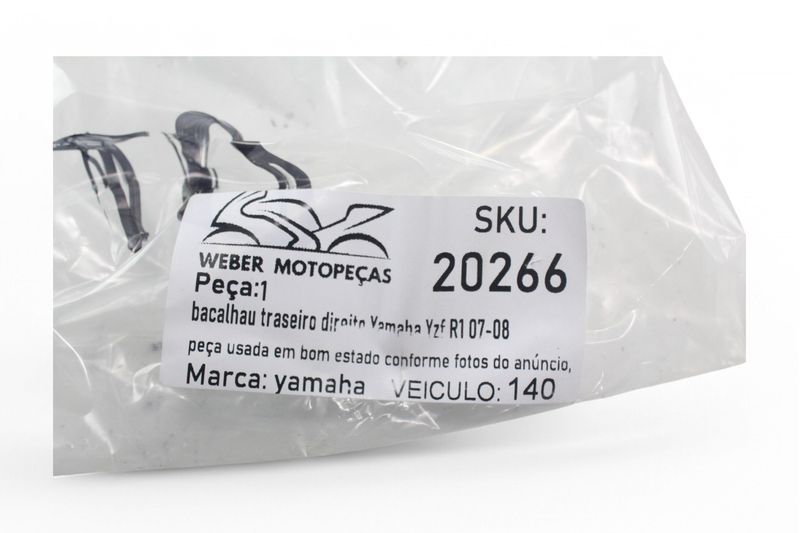 SKU:
20266
WEBER MOTOPEÇAS
Peça:1
bacalhau traseiro direito Yamaha Yzf R1 07-08
peça usada em bom estado conforme fotos do anúncio,
Marca: yamaha VEICULO: 140